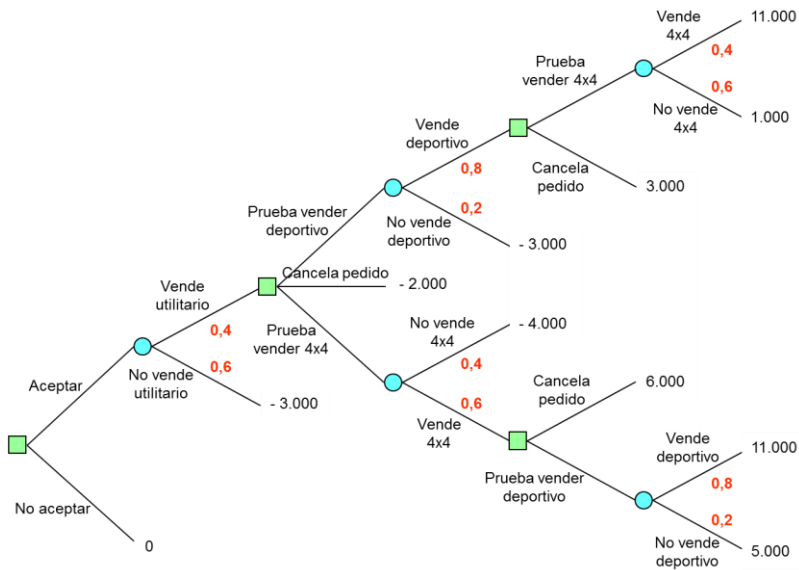 Vende
4x4
11.000
0,4
Prueba
vender 4x4
0,6
No vende
4x4
1.000
Vende
deportivo
0,8
Cancela
pedido
3.000
Prueba vender
deportivo
0,2
No vende
deportivo
- 3.000
Cancela pedido
- 2.000
Vende
utilitario
0,4
Prueba
vender 4x4
No vende
4x4
- 4.000
0,4
0,6
No vende
utilitario
- 3.000
Aceptar
0,6
Vende
4x4
Cancela
pedido
6.000
Prueba vender
deportivo
Vende
deportivo
11.000
0,8
0,2
No vende
deportivo
5.000
No aceptar
0